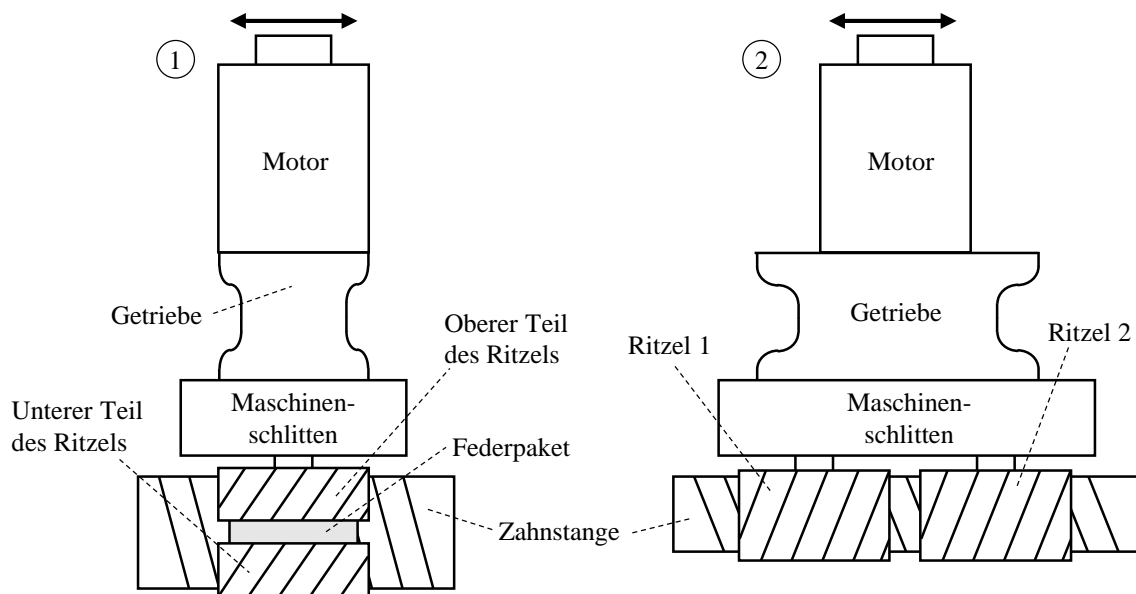 1
Motor
Getriebe
Oberer Teil
des Ritzels
Maschinen-
schlitten
Unterer Teil
des Ritzels
Federpaket
Zahnstange
2
Motor
Getriebe
Ritzel 1
Ritzel 2
Maschinen-
schlitten